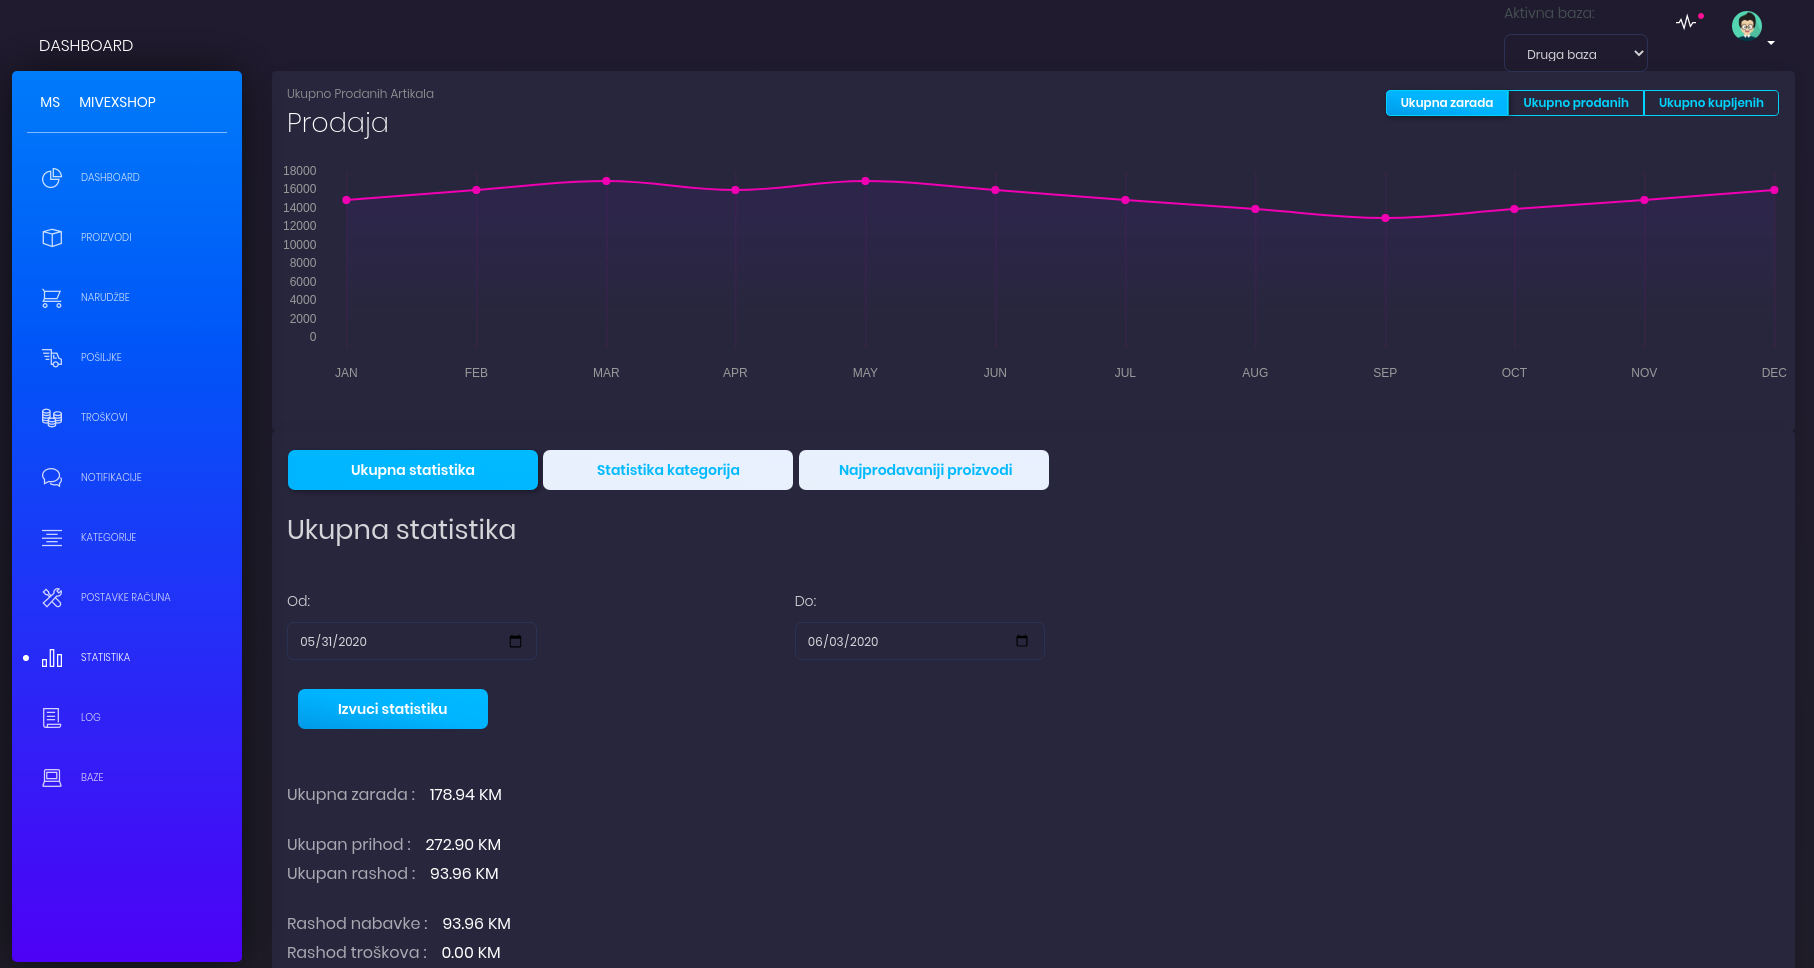 DASHBOARD
Aktivna baza:
Druga baza
MS MIVEXSHOP
DASHBOARD
PROIZVODI
NARUDŽBE
POŠILJKE
TROŠKOVI
NOTIFIKACIJE
KATEGORIJE
POSTAVKE RAČUNA
STATISTIKA
LOG
BAZE
Ukupno Prodanih Artikala
Prodaja
Ukupna zarada Ukupno prodanih Ukupno kupljenih
18000
16000
14000
12000
10000
8000
6000
4000
2000
0
JAN FEB MAR APR MAY JUN JUL AUG SEP OCT NOV DEC
Ukupna statistika Statistika kategorija Najprodavaniji proizvodi
Ukupna statistika
Od: Do:
05/31/2020 06/03/2020
Izvuci statistiku
Ukupna zarada : 178.94 KM
Ukupan prihod : 272.90 KM
Ukupan rashod : 93.96 KM
Rashod nabavke : 93.96 KM
Rashod troškova : 0.00 KM